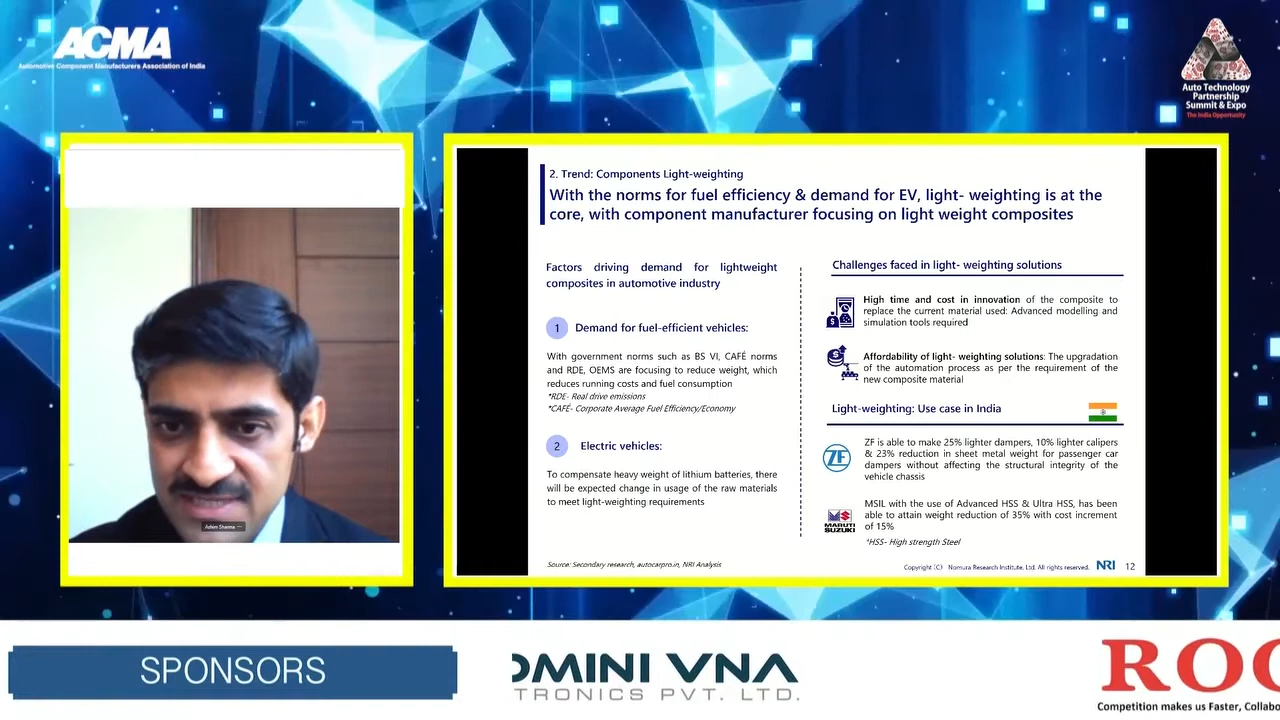 ACMA
Automotive Component Manufacturers Association of India
Auto Technology
Partnership
Summit & Expo
The India Opportunity
Ashim Sharma
2. Trend: Components Light-weighting
With the norms for fuel efficiency & demand for EV, light- weighting is at the
core, with component manufacturer focusing on light weight composites
Factors driving demand for lightweight
composites in automotive industry
1 Demand for fuel-efficient vehicles:
With government norms such as BS VI, CAFÉ norms
and RDE, OEMS are focusing to reduce weight, which
reduces running costs and fuel consumption
*RDE- Real drive emissions
*CAFÉ- Corporate Average Fuel Efficiency/Economy
2 Electric vehicles:
To compensate heavy weight of lithium batteries, there
will be expected change in usage of the raw materials
to meet light-weighting requirements
Challenges faced in light- weighting solutions
High time and cost in innovation of the composite to
replace the current material used: Advanced modelling and
simulation tools required
Affordability of light- weighting solutions: The upgradation
of the automation process as per the requirement of the
new composite material
Light-weighting: Use case in India
ZF
ZF is able to make 25% lighter dampers, 10% lighter calipers
& 23% reduction in sheet metal weight for passenger car
dampers without affecting the structural integrity of the
vehicle chassis
MARUTI
SUZUKI
MSIL with the use of Advanced HSS & Ultra HSS, has been
able to attain weight reduction of 35% with cost increment
of 15%
*HSS- High strength Steel
Source: Secondary research, autocarpro.in, NRI Analysis
Copyright (C) Nomura Research Institute, Ltd. All rights reserved. NRI 12
SPONSORS
OMINI VNA
TRONICS PVT. LTD.
ROC
Competition makes us Faster, Collabo